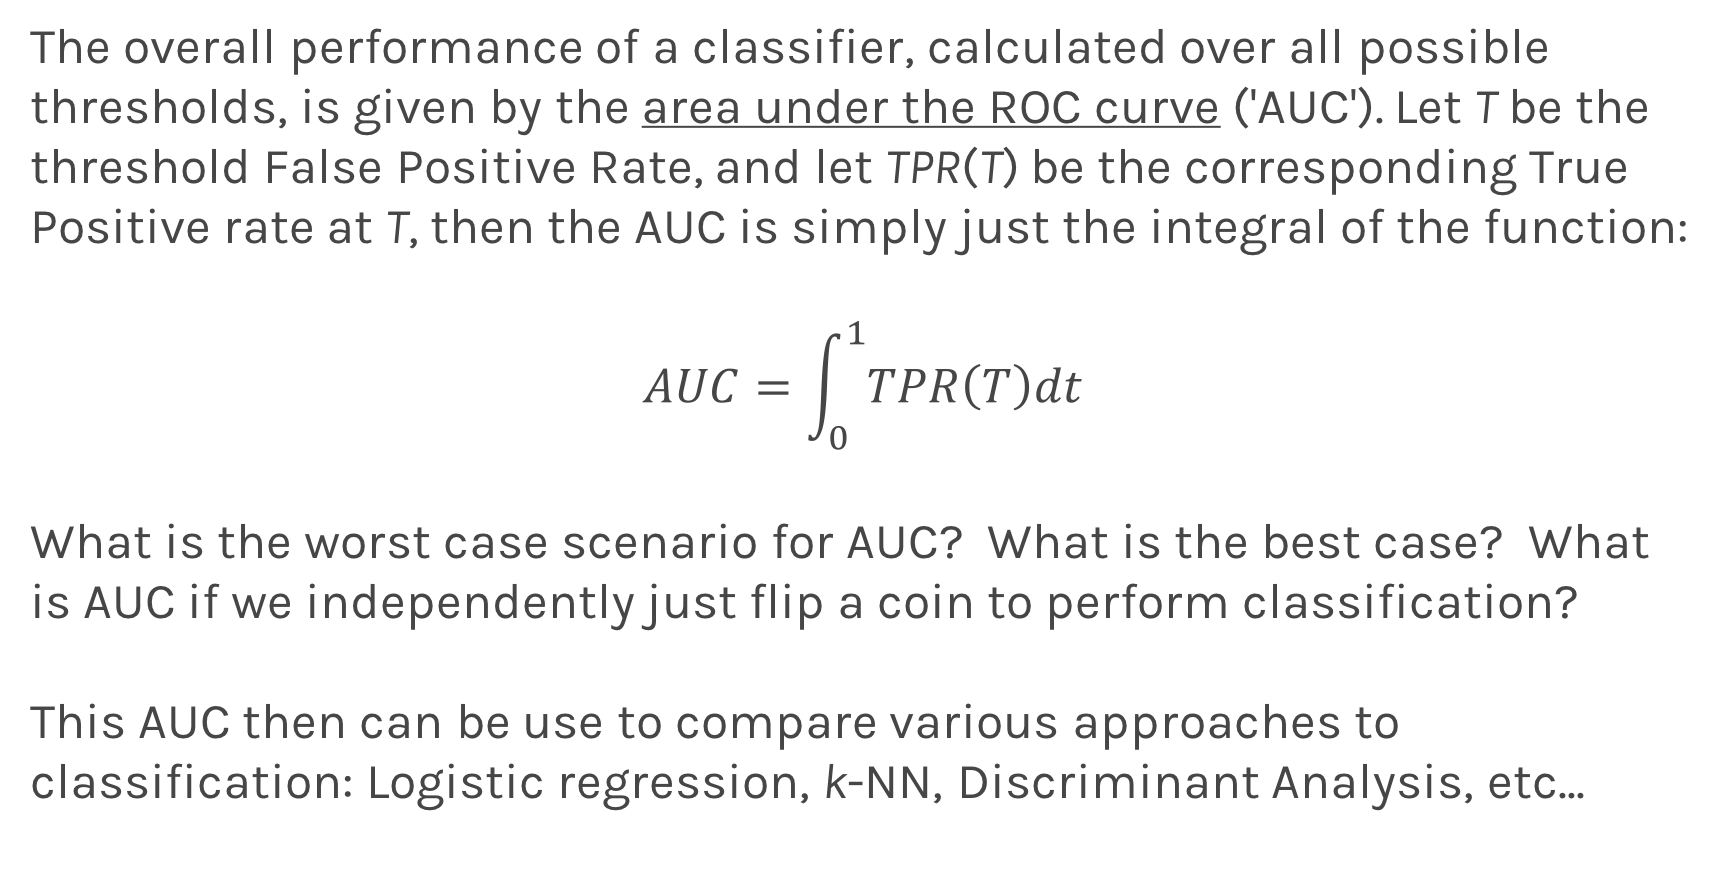 The overall performance of a classifier, calculated over all possible
thresholds, is given by the area under the ROC curve ('AUC'). Let T be the
threshold False Positive Rate, and let TPR(T) be the corresponding True
Positive rate at T, then the AUC is simply just the integral of the function:
AUC = ∫₀¹ TPR(T)dt
What is the worst case scenario for AUC?  What is the best case?  What
is AUC if we independently just flip a coin to perform classification?
This AUC then can be use to compare various approaches to
classification: Logistic regression, k-NN, Discriminant Analysis, etc...